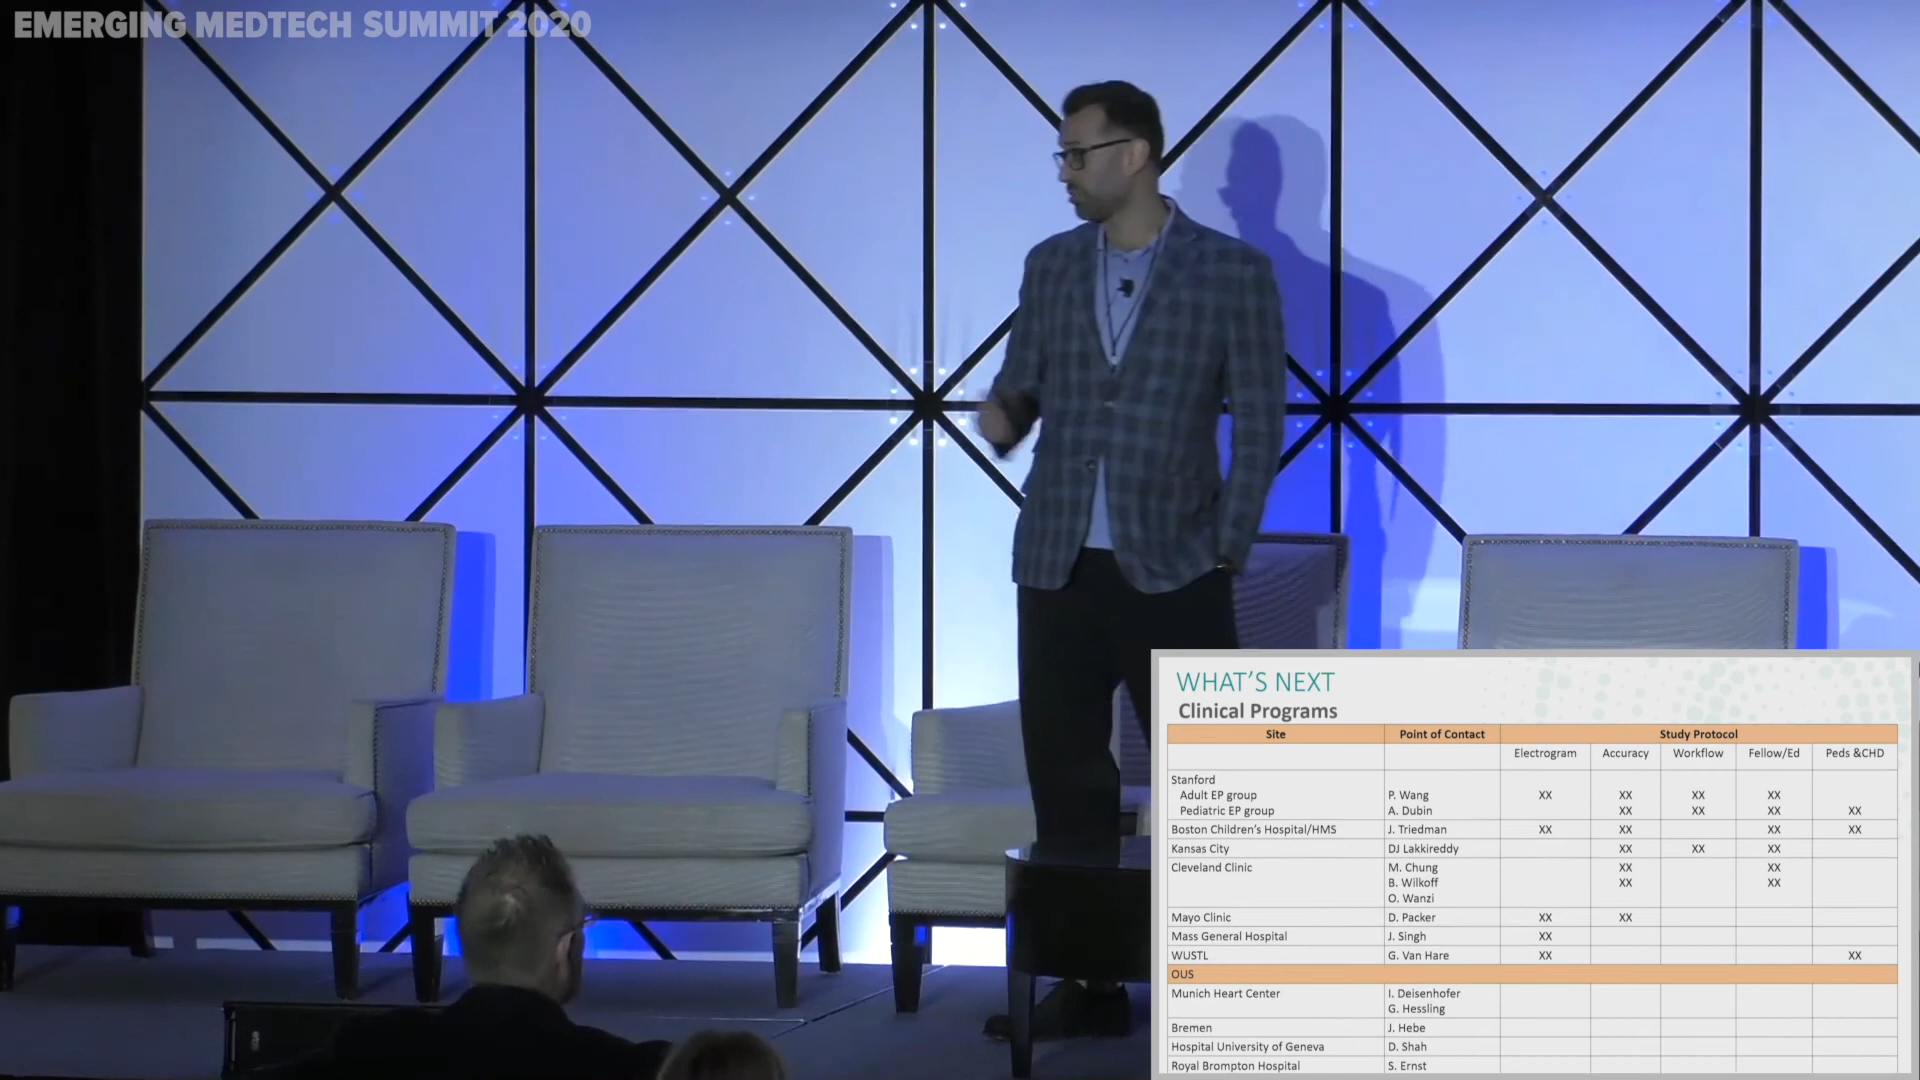 EMERGING MEDTECH SUMMIT 2020
WHAT'S NEXT
Clinical Programs
Site Point of Contact Study Protocol
Electrogram Accuracy Workflow Fellow/Ed Peds &CHD
Stanford
Adult EP group P. Wang XX XX XX XX
Pediatric EP group A. Dubin XX XX XX XX
Boston Children's Hospital/HMS J. Triedman XX XX XX XX
Kansas City DJ Lakkireddy XX XX XX
Cleveland Clinic M. Chung XX XX
B. Wilkoff XX XX
O. Wanzi
Mayo Clinic D. Packer XX XX
Mass General Hospital J. Singh XX
WUSTL G. Van Hare XX XX
OUS
Munich Heart Center I. Deisenhofer
G. Hessling
Bremen J. Hebe
Hospital University of Geneva D. Shah
Royal Brompton Hospital S. Ernst